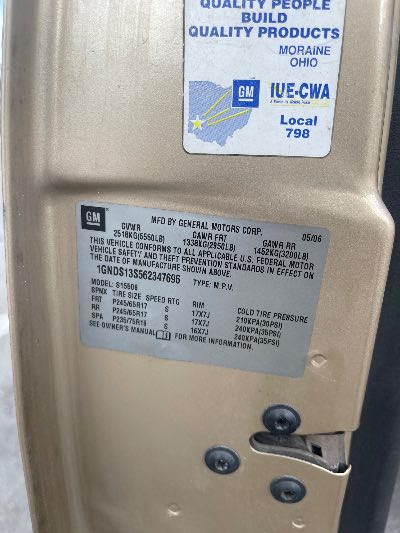 QUALITY PEOPLE
BUILD
QUALITY PRODUCTS
MORAINE
OHIO
GM
IUE-CWA
Local
798
GM
MFD BY GENERAL MOTORS CORP. 05/06
GVWR GAWR FRT GAWR RR
2518KG(5550LB) 1338KG(2950LB) 1452KG(3200LB)
THIS VEHICLE CONFORMS TO ALL APPLICABLE U.S. FEDERAL MOTOR
VEHICLE SAFETY AND THEFT PREVENTION STANDARDS IN EFFECT ON
THE DATE OF MANUFACTURE SHOWN ABOVE.
1GNDS13S562347696 TYPE: M.P.V.
MODEL: S15506
SPNX TIRE SIZE SPEED RTG RIM COLD TIRE PRESSURE
FRT P245/65R17 S 17X7J 210KPA(30PSI)
RR P245/65R17 S 17X7J 240KPA(35PSI)
SPA P235/75R16 S 16X7J 240KPA(35PSI)
SEE OWNER'S MANUAL FOR MORE INFORMATION.